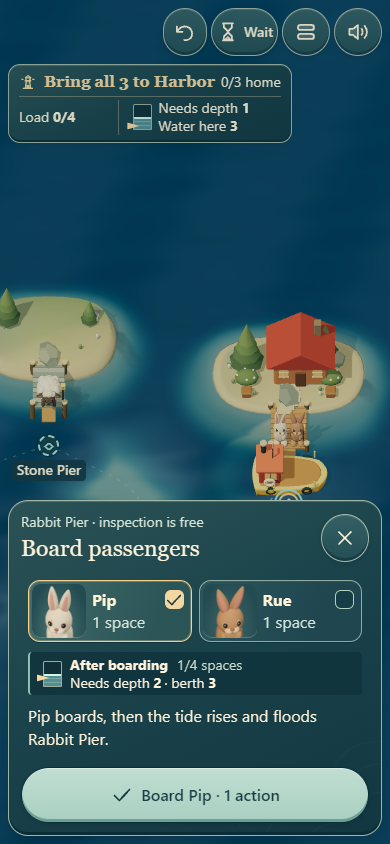 Wait
Bring all 3 to Harbor 0/3 home
Load 0/4
Needs depth 1
Water here 3
Stone Pier
Rabbit Pier · inspection is free
Board passengers
Pip
1 space
Rue
1 space
After boarding 1/4 spaces
Needs depth 2 · berth 3
Pip boards, then the tide rises and floods
Rabbit Pier.
Board Pip · 1 action